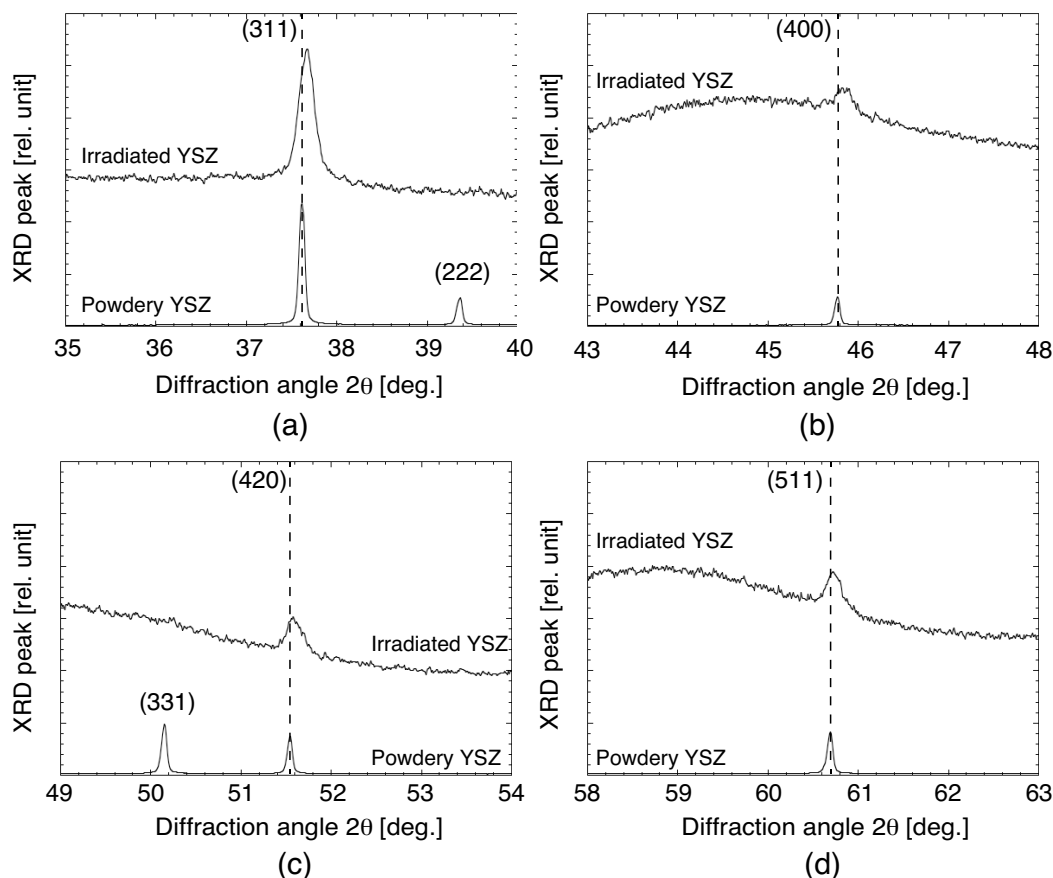 (311)
XRD peak [rel. unit]
Irradiated YSZ
(222)
Powdery YSZ
35 36 37 38 39 40
Diffraction angle 2θ [deg.]
(a)
(400)
XRD peak [rel. unit]
Irradiated YSZ
Powdery YSZ
43 44 45 46 47 48
Diffraction angle 2θ [deg.]
(b)
(420)
XRD peak [rel. unit]
Irradiated YSZ
(331)
Powdery YSZ
49 50 51 52 53 54
Diffraction angle 2θ [deg.]
(c)
(511)
XRD peak [rel. unit]
Irradiated YSZ
Powdery YSZ
58 59 60 61 62 63
Diffraction angle 2θ [deg.]
(d)